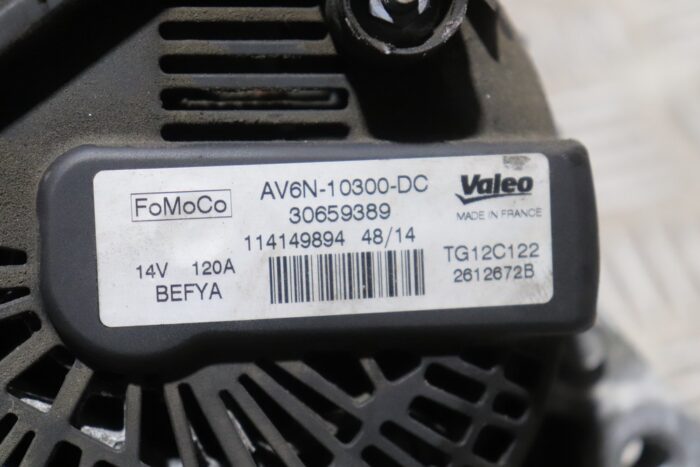 FoMoCo
AV6N-10300-DC
30659389
114149894 48/14
14V 120A
BEFYA
Valeo
MADE IN FRANCE
TG12C122
2612672B